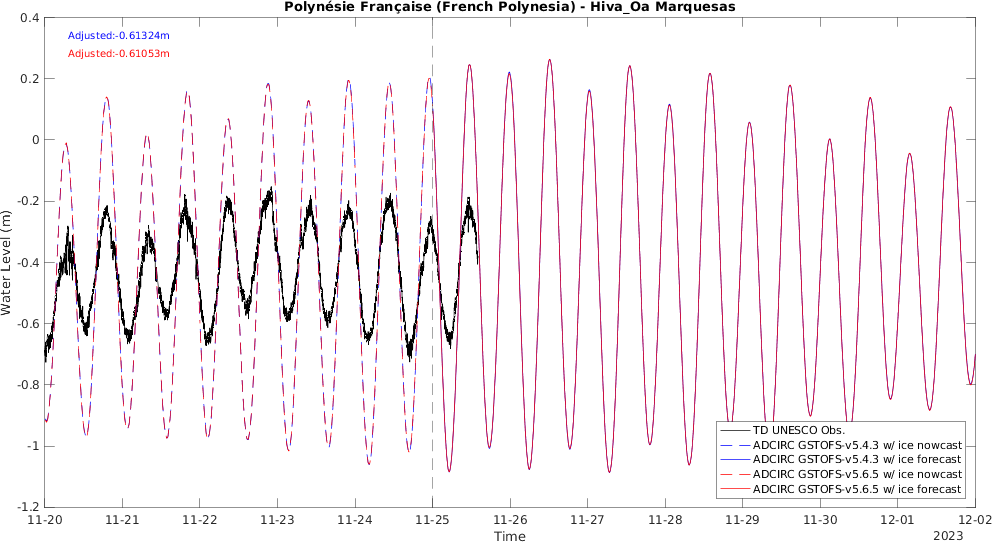 Polynésie Française (French Polynesia) - Hiva_Oa Marquesas
Adjusted:-0.61324m
Adjusted:-0.61053m
0.4
0.2
0
-0.2
-0.4
-0.6
-0.8
-1
-1.2
Water Level (m)
TD UNESCO Obs.
ADCIRC GSTOFS-v5.4.3 w/ ice nowcast
ADCIRC GSTOFS-v5.4.3 w/ ice forecast
ADCIRC GSTOFS-v5.6.5 w/ ice nowcast
ADCIRC GSTOFS-v5.6.5 w/ ice forecast
11-20 11-21 11-22 11-23 11-24 11-25 11-26 11-27 11-28 11-29 11-30 12-01 12-02
Time
2023